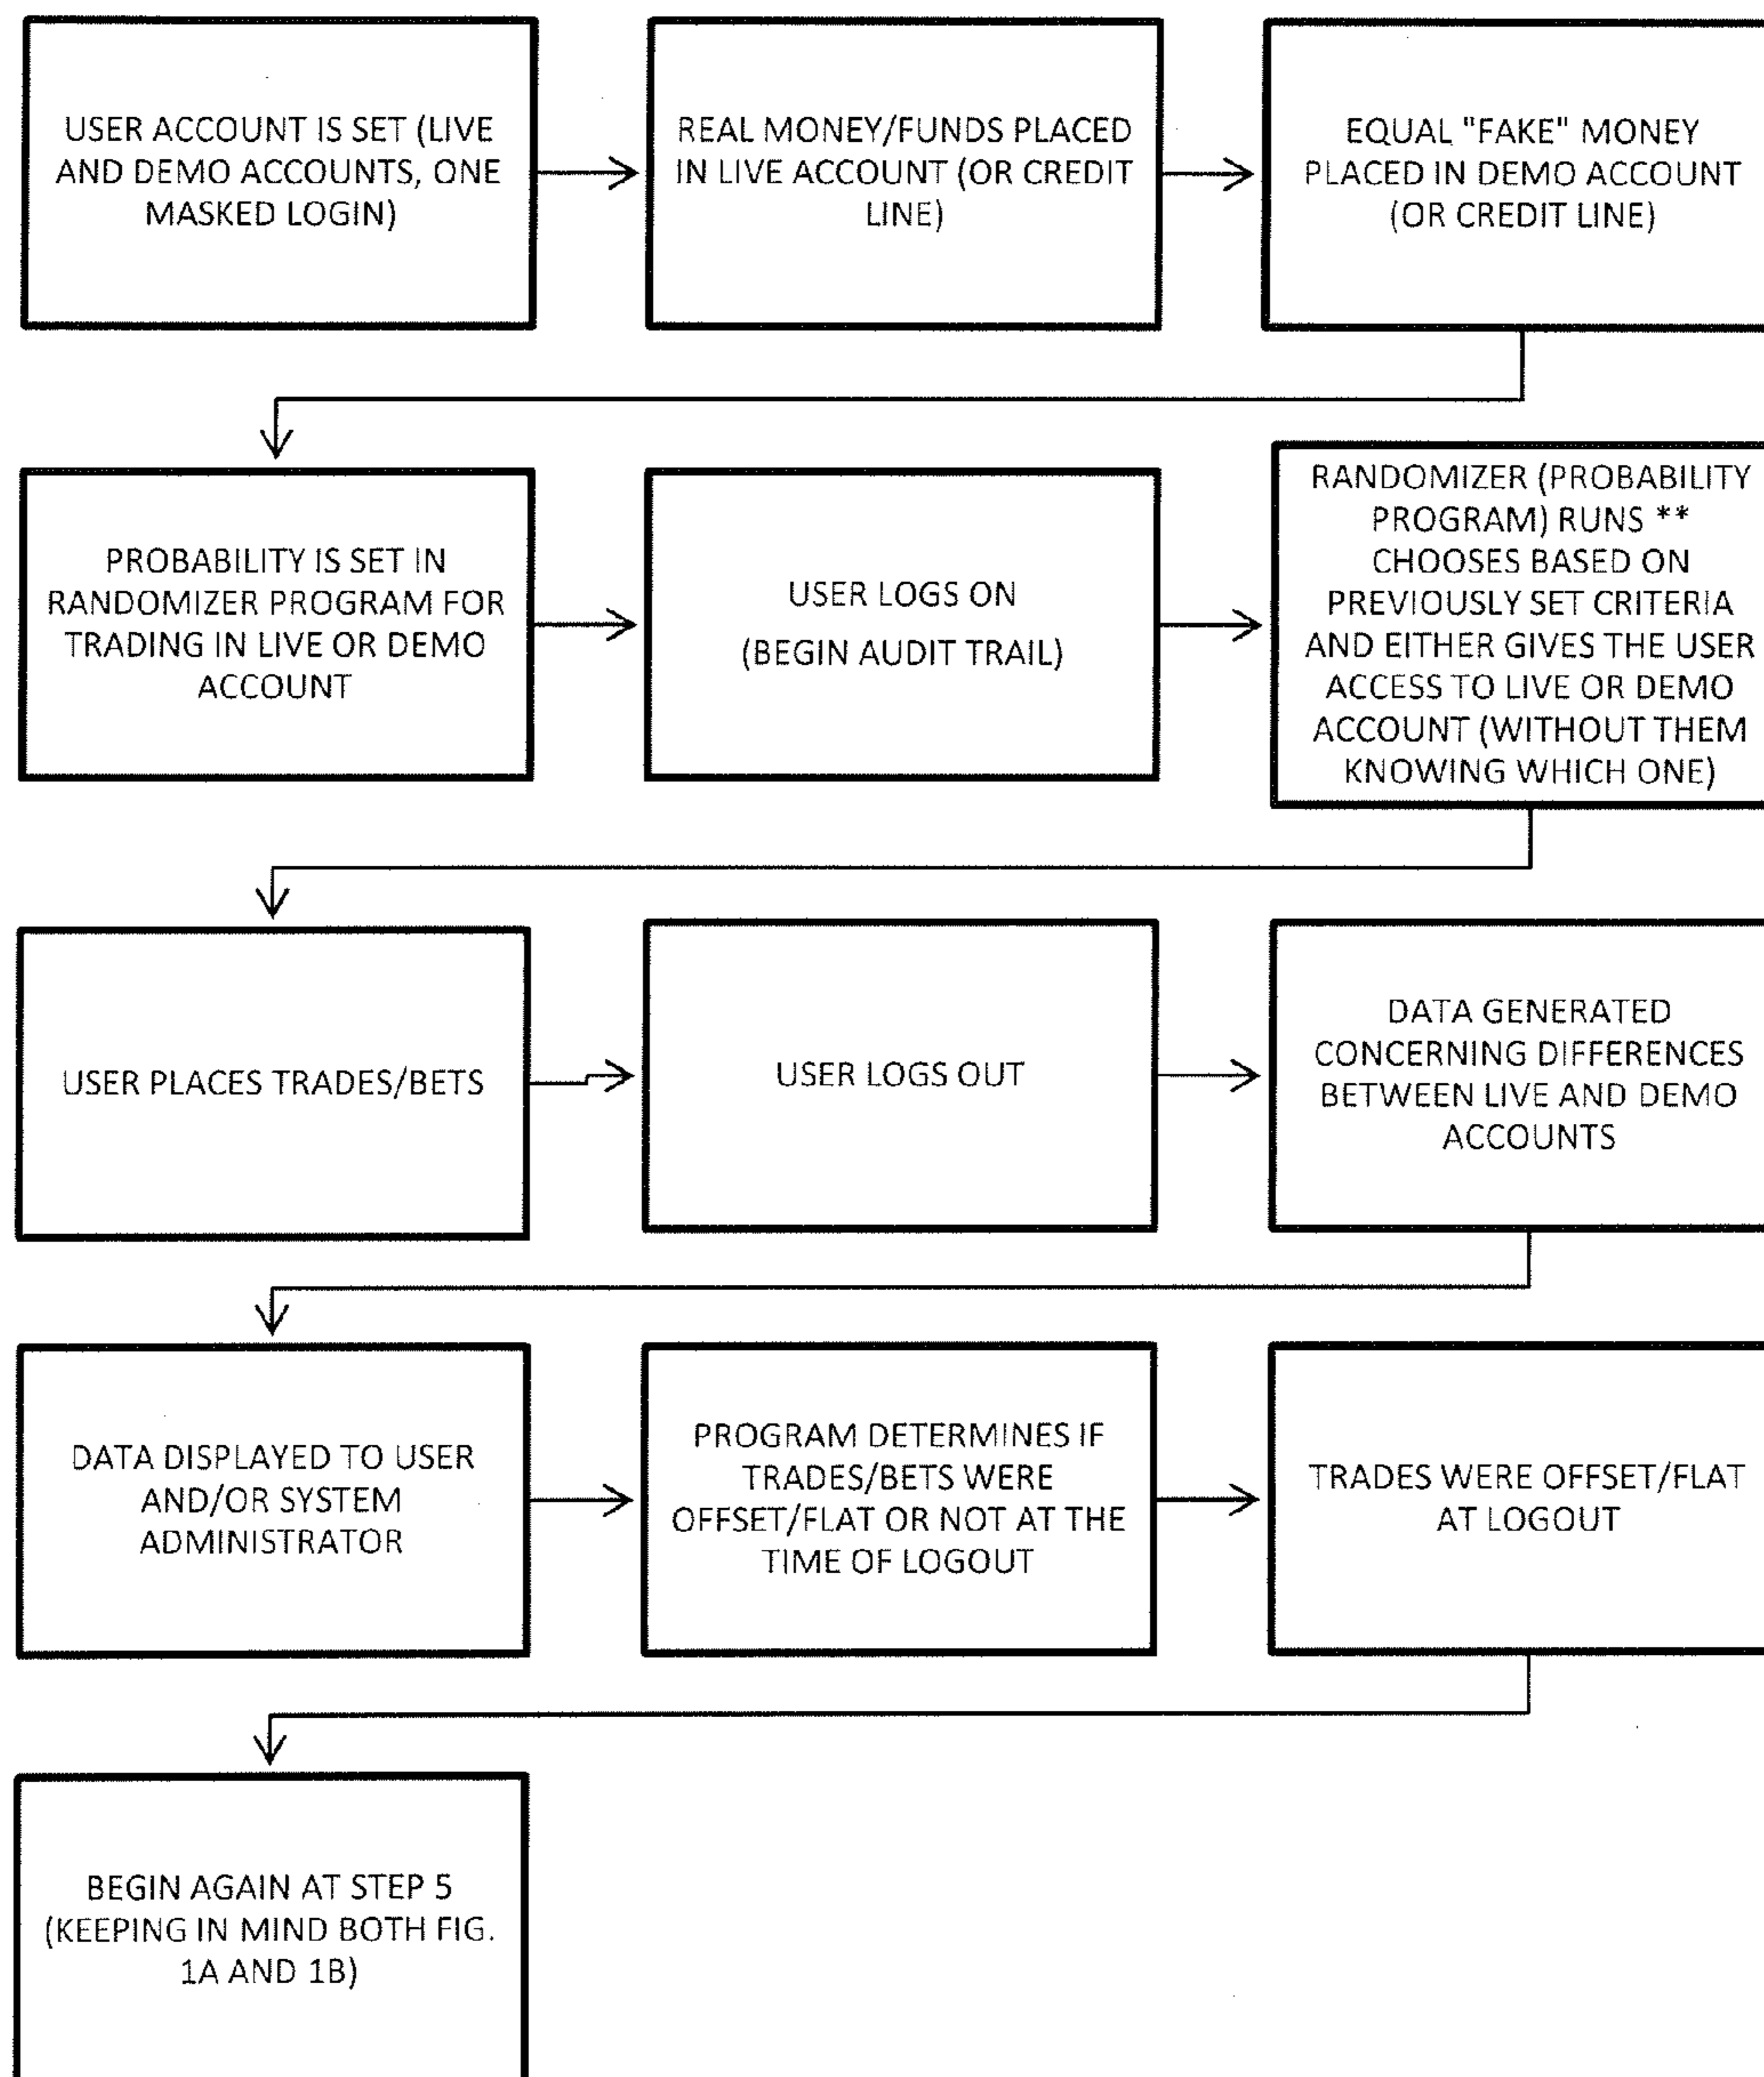 USER ACCOUNT IS SET (LIVE
AND DEMO ACCOUNTS, ONE
MASKED LOGIN)
REAL MONEY/FUNDS PLACED
IN LIVE ACCOUNT (OR CREDIT
LINE)
EQUAL "FAKE" MONEY
PLACED IN DEMO ACCOUNT
(OR CREDIT LINE)
PROBABILITY IS SET IN
RANDOMIZER PROGRAM FOR
TRADING IN LIVE OR DEMO
ACCOUNT
USER LOGS ON
(BEGIN AUDIT TRAIL)
RANDOMIZER (PROBABILITY
PROGRAM) RUNS **
CHOOSES BASED ON
PREVIOUSLY SET CRITERIA
AND EITHER GIVES THE USER
ACCESS TO LIVE OR DEMO
ACCOUNT (WITHOUT THEM
KNOWING WHICH ONE)
USER PLACES TRADES/BETS
USER LOGS OUT
DATA GENERATED
CONCERNING DIFFERENCES
BETWEEN LIVE AND DEMO
ACCOUNTS
DATA DISPLAYED TO USER
AND/OR SYSTEM
ADMINISTRATOR
PROGRAM DETERMINES IF
TRADES/BETS WERE
OFFSET/FLAT OR NOT AT THE
TIME OF LOGOUT
TRADES WERE OFFSET/FLAT
AT LOGOUT
BEGIN AGAIN AT STEP 5
(KEEPING IN MIND BOTH FIG.
1A AND 1B)